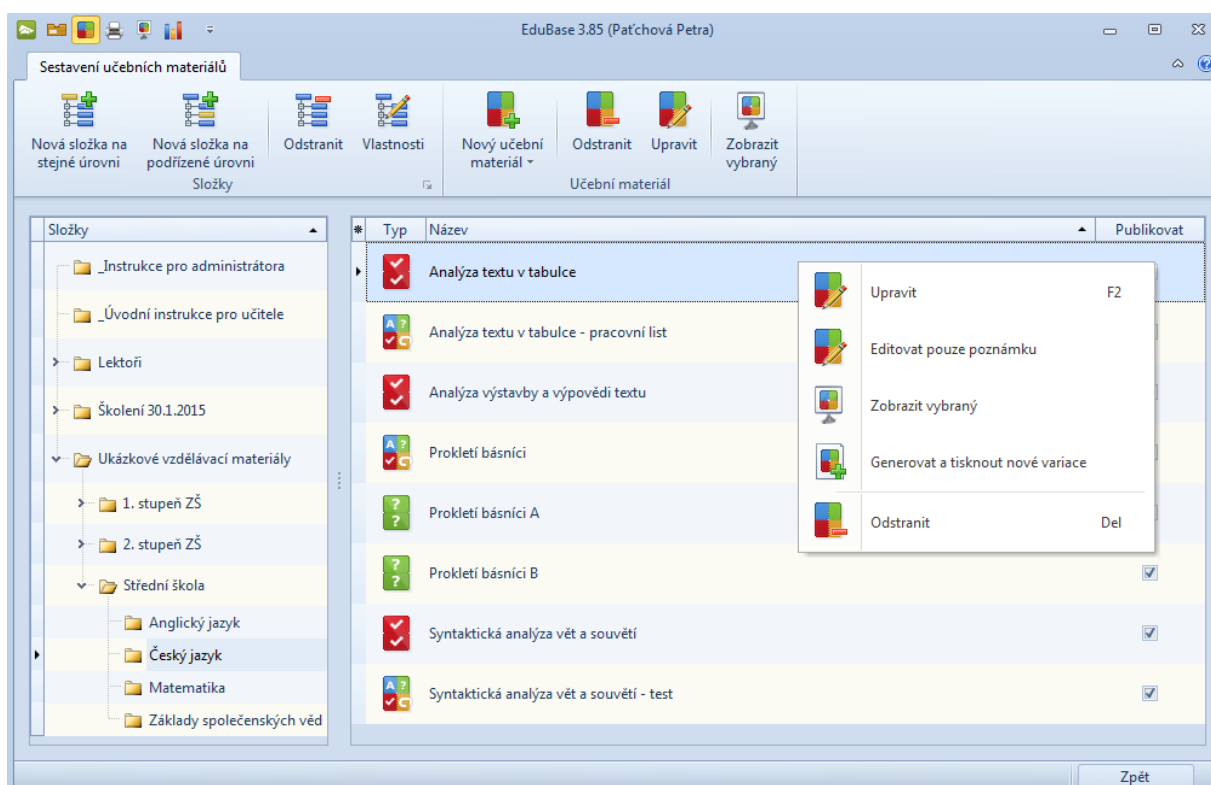 EduBase 3.85 (Paťchová Petra)
Sestavení učebních materiálů
Nová složka na
stejné úrovni
Nová složka na
podřízené úrovni
Odstranit
Vlastnosti
Nový učební
materiál
Odstranit
Upravit
Zobrazit
vybraný
Složky
Učební materiál
Složky
_Instrukce pro administrátora
_Úvodní instrukce pro učitele
Lektoři
Školení 30.1.2015
Ukázkové vzdělávací materiály
1. stupeň ZŠ
2. stupeň ZŠ
Střední škola
Anglický jazyk
Český jazyk
Matematika
Základy společenských věd
Typ
Název
Publikovat
Analýza textu v tabulce
Analýza textu v tabulce - pracovní list
Analýza výstavby a výpovědi textu
Prokletí básníci
Prokletí básníci A
Prokletí básníci B
Syntaktická analýza vět a souvětí
Syntaktická analýza vět a souvětí - test
Upravit F2
Editovat pouze poznámku
Zobrazit vybraný
Generovat a tisknout nové variace
Odstranit Del
Zpět